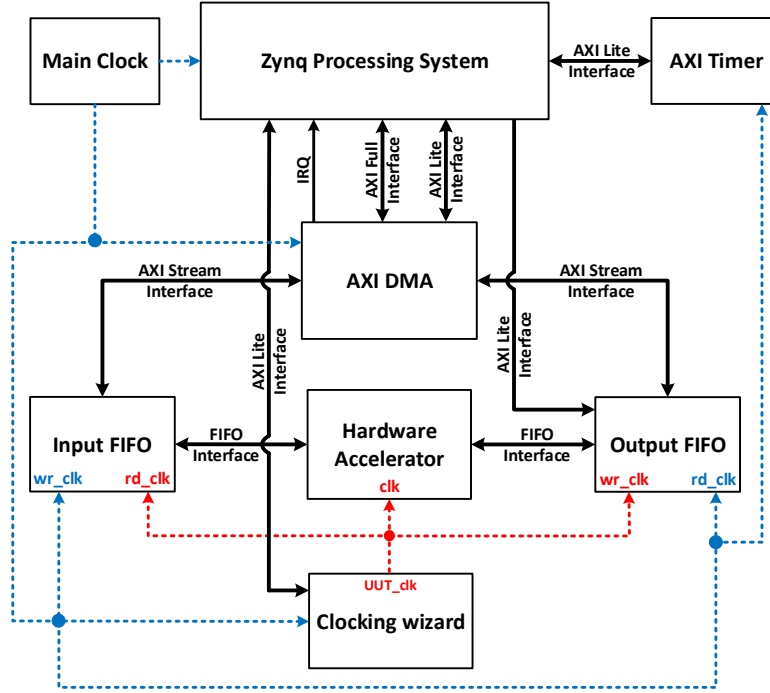 Main Clock
Zynq Processing System
AXI Lite
Interface
AXI Timer
IRQ
AXI Full
Interface
AXI Lite
Interface
AXI Stream
Interface
AXI DMA
AXI Stream
Interface
AXI Lite
Interface
AXI Lite
Interface
Input FIFO
wr_clk
rd_clk
FIFO
Interface
Hardware
Accelerator
clk
FIFO
Interface
Output FIFO
wr_clk
rd_clk
UUT_clk
Clocking wizard